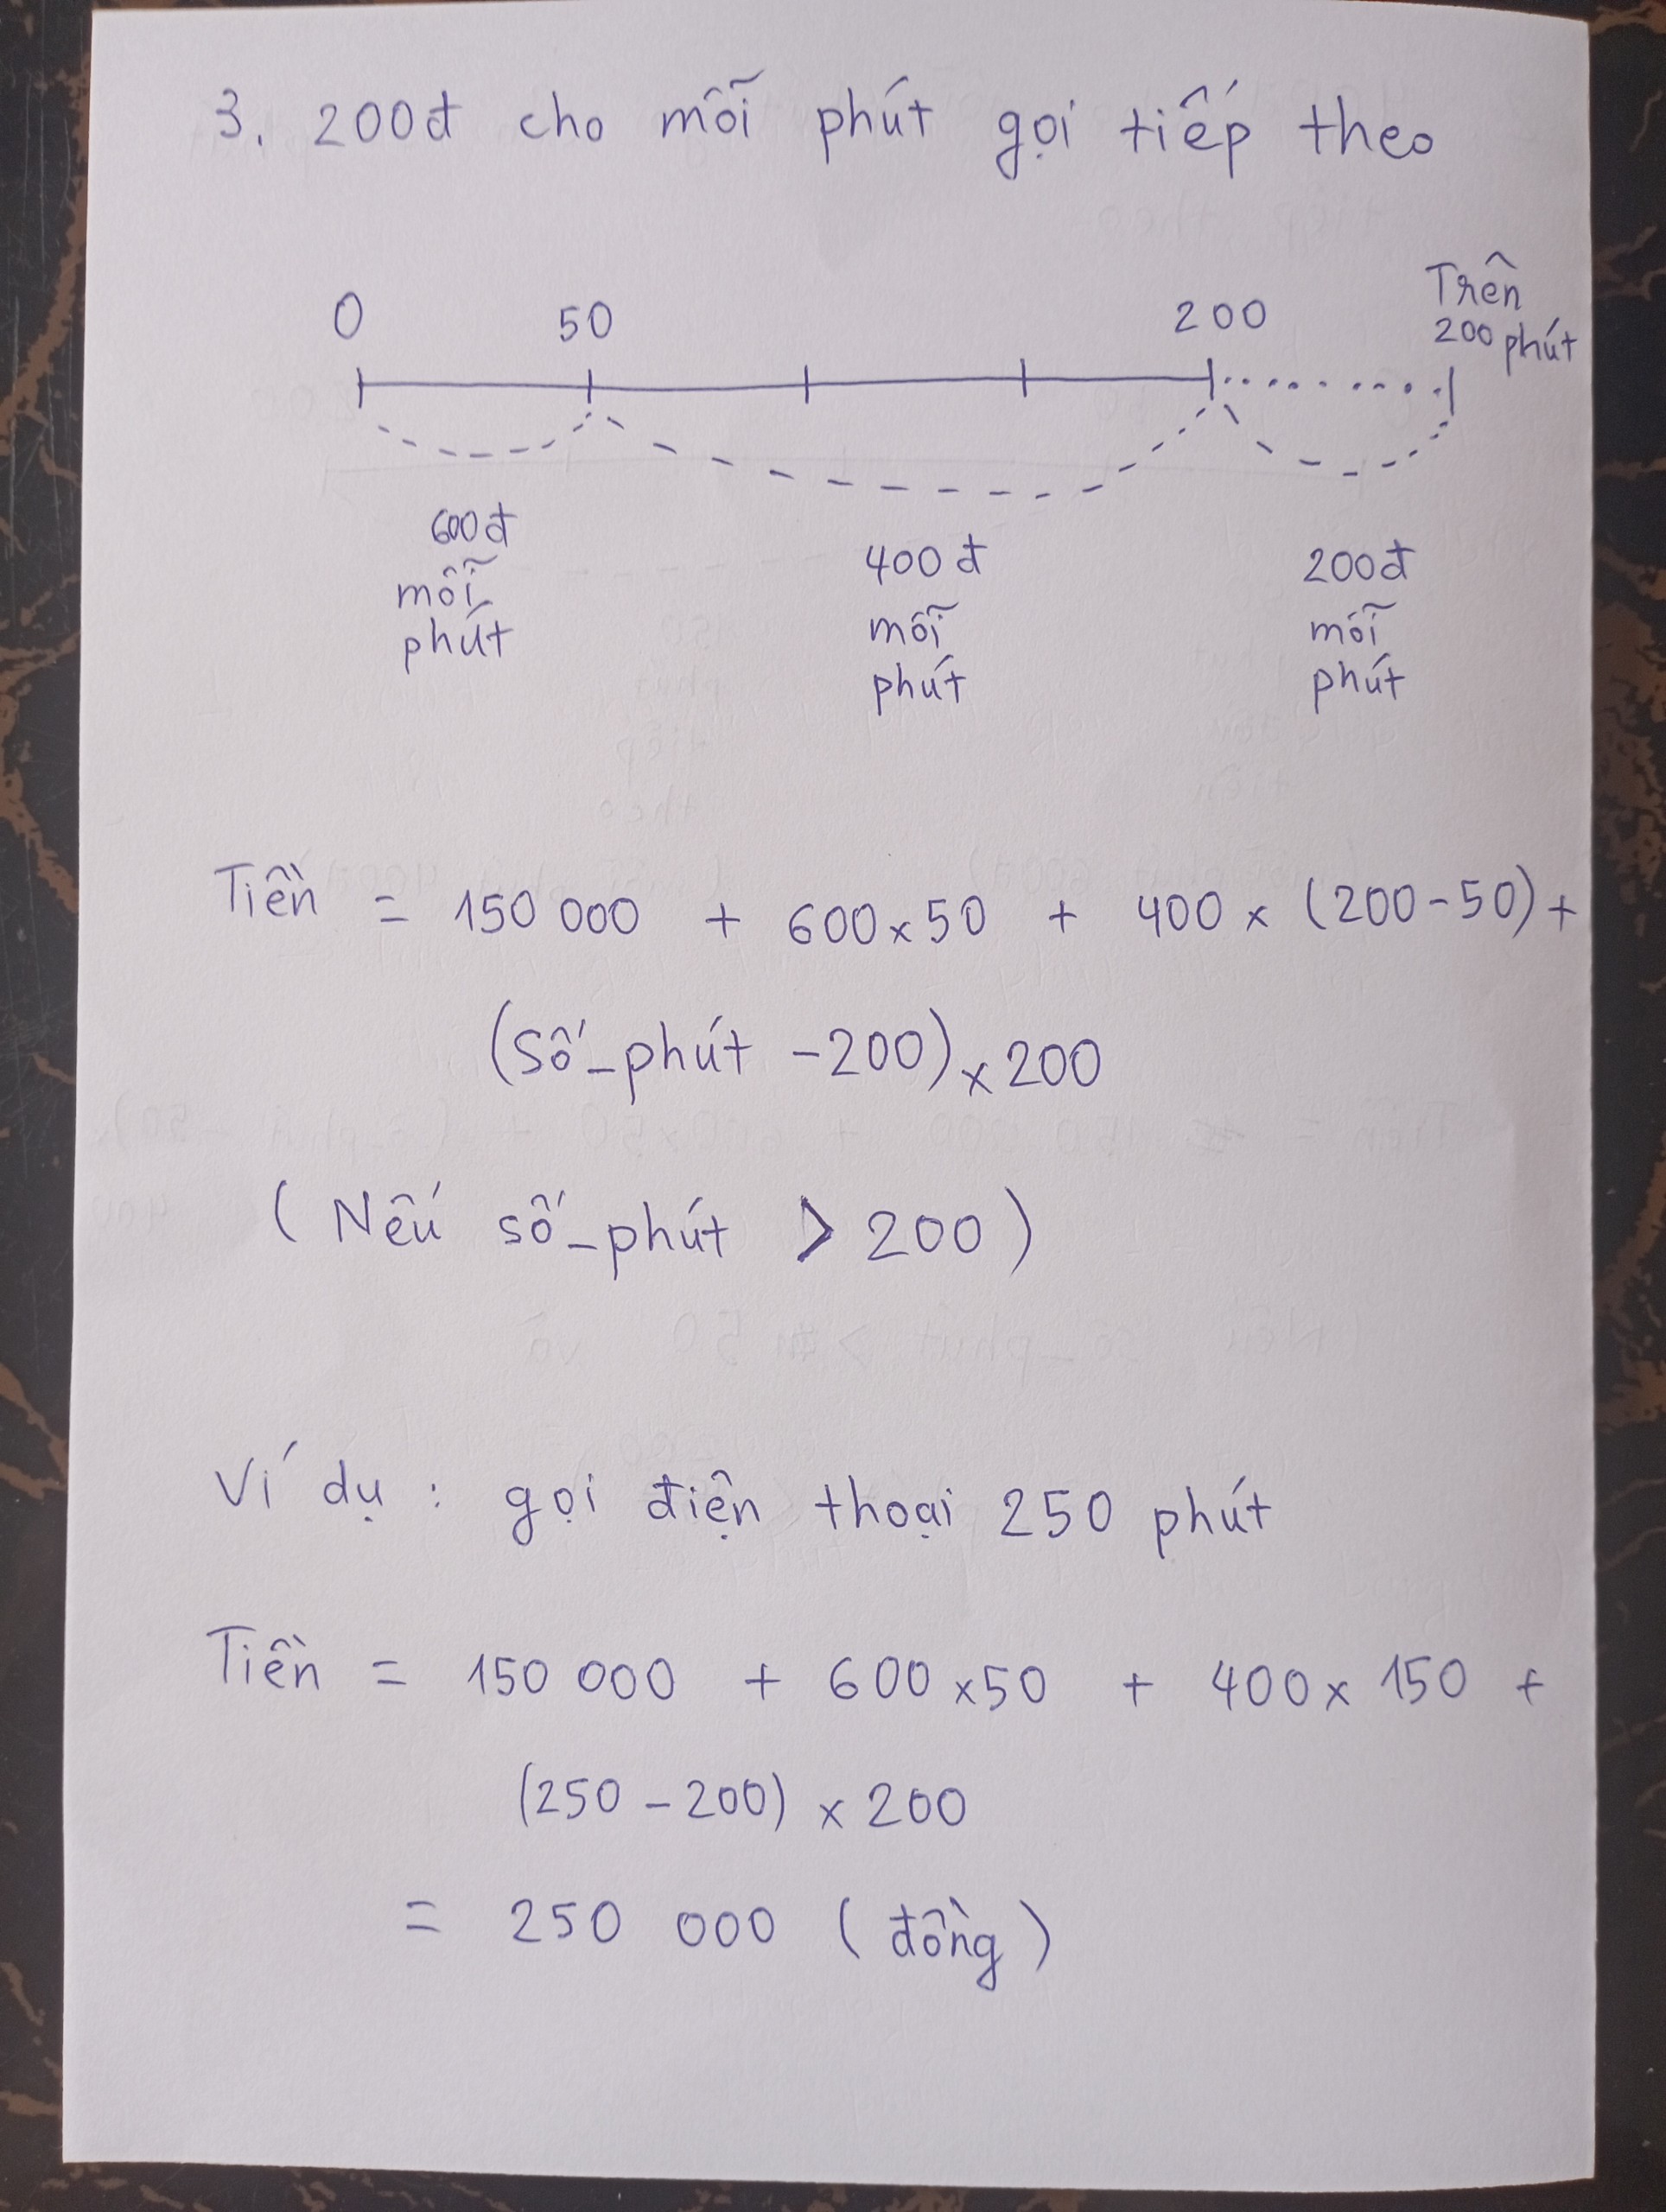 3. 200đ cho mỗi phút gọi tiếp theo
0 50 200 Trên
200 phút
600đ
mỗi
phút
400đ
mỗi
phút
200đ
mỗi
phút
Tiền = 150 000 + 600 x 50 + 400 x (200 - 50) +
(số_phút - 200) x 200
(Nếu số_phút > 200)
Ví dụ : gọi điện thoại 250 phút
Tiền = 150 000 + 600 x 50 + 400 x 150 +
(250 - 200) x 200
= 250 000 (đồng)